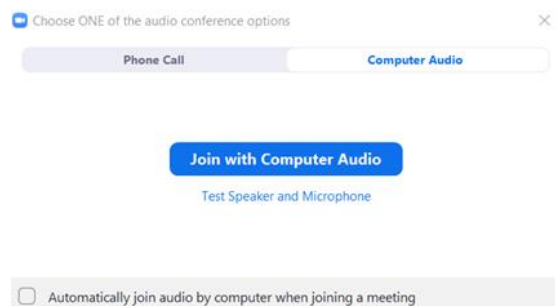 Choose ONE of the audio conference options
Phone Call
Computer Audio
Join with Computer Audio
Test Speaker and Microphone
Automatically join audio by computer when joining a meeting